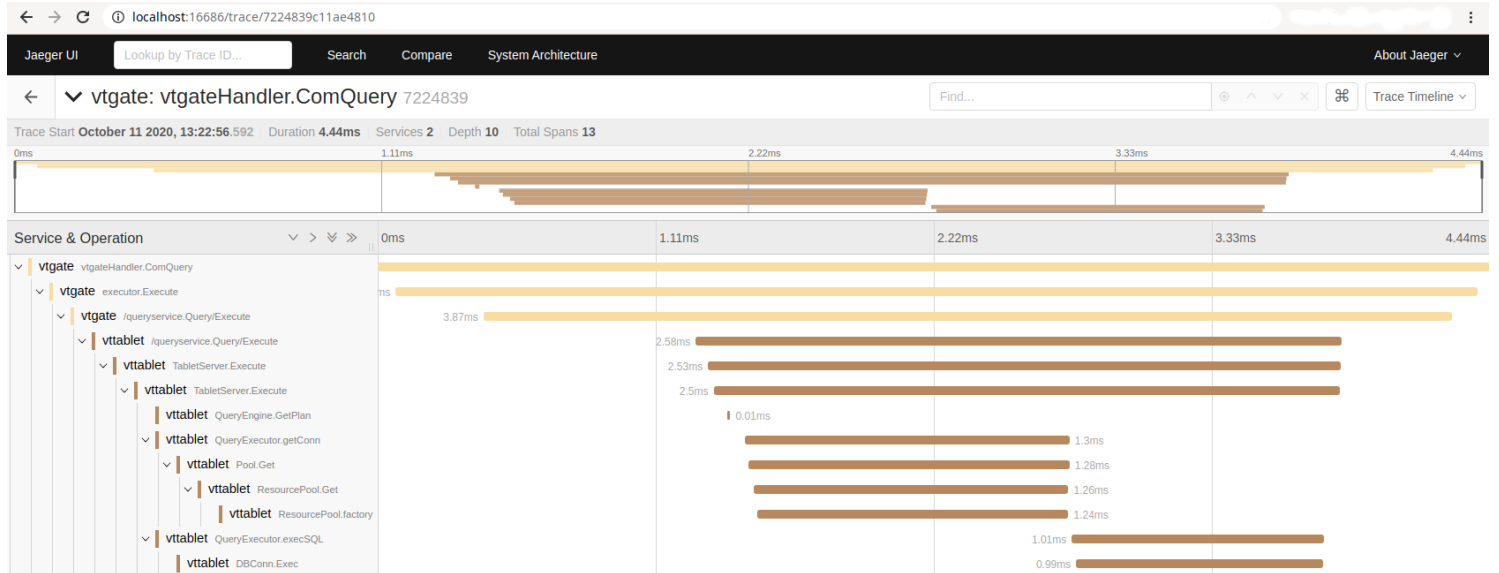 localhost:16686/trace/7224839c11ae4810
Jaeger UI Lookup by Trace ID... Search Compare System Architecture About Jaeger
vtgate: vtgateHandler.ComQuery 7224839 Find... ⌘ Trace Timeline
Trace Start October 11 2020, 13:22:56.592 Duration 4.44ms Services 2 Depth 10 Total Spans 13
0ms 1.11ms 2.22ms 3.33ms 4.44ms
Service & Operation 0ms 1.11ms 2.22ms 3.33ms 4.44ms
vtgate vtgateHandler.ComQuery
vtgate executor.Execute ms
vtgate /queryservice.Query/Execute 3.87ms
vttablet /queryservice.Query/Execute 2.58ms
vttablet TabletServer.Execute 2.53ms
vttablet TabletServer.Execute 2.5ms
vttablet QueryEngine.GetPlan 0.01ms
vttablet QueryExecutor.getConn 1.3ms
vttablet Pool.Get 1.28ms
vttablet ResourcePool.Get 1.26ms
vttablet ResourcePool.factory 1.24ms
vttablet QueryExecutor.execSQL 1.01ms
vttablet DBConn.Exec 0.99ms